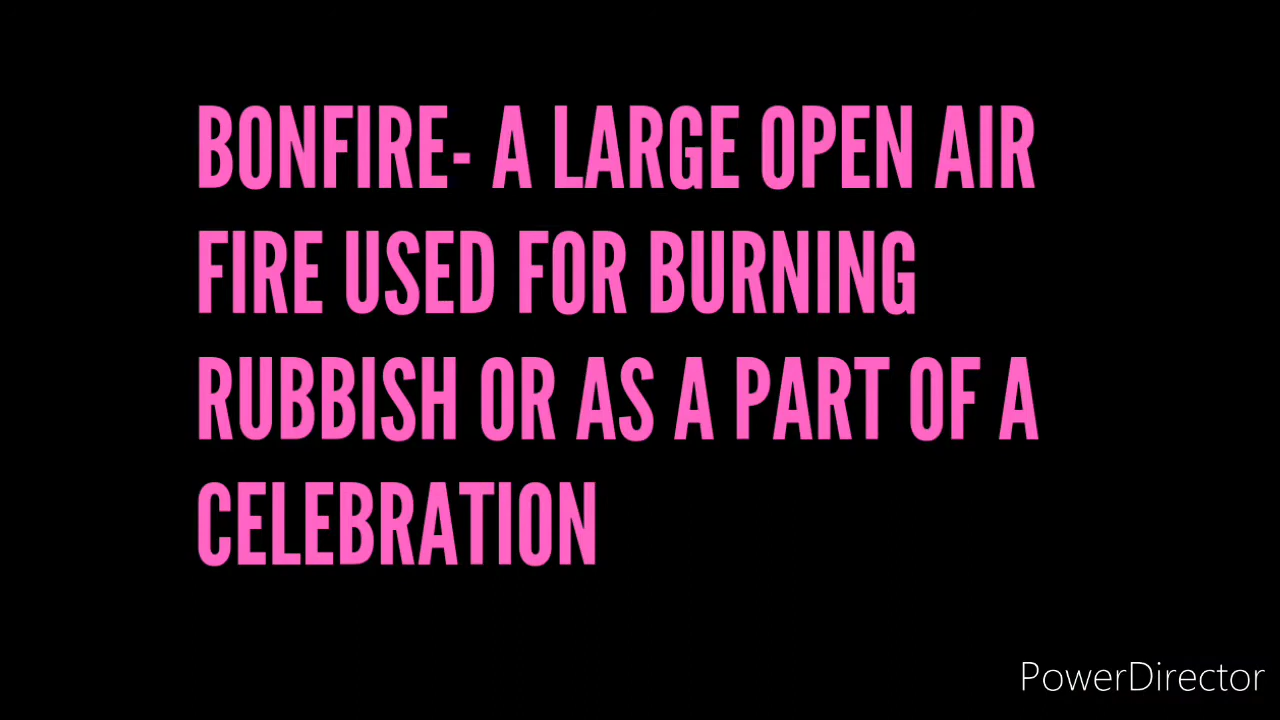 BONFIRE- A LARGE OPEN AIR
FIRE USED FOR BURNING
RUBBISH OR AS A PART OF A
CELEBRATION
PowerDirector